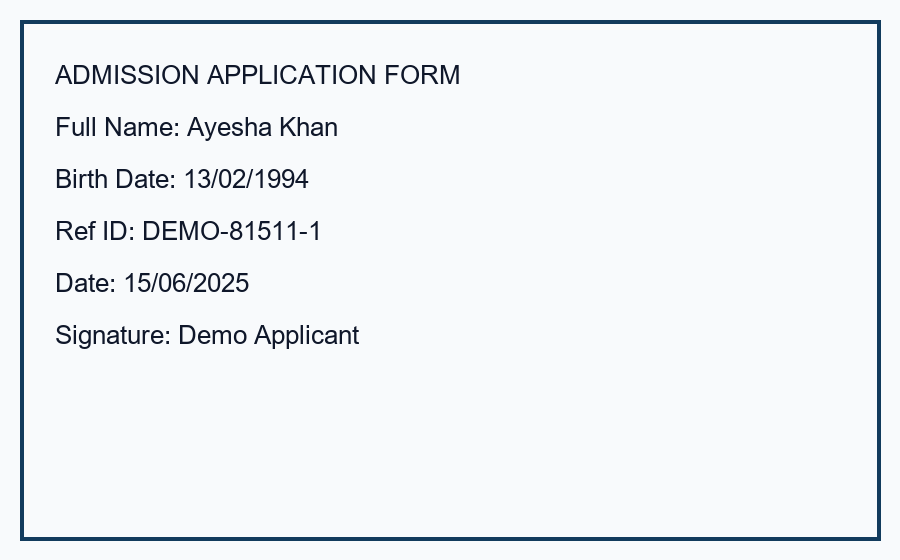 ADMISSION APPLICATION FORM
Full Name: Ayesha Khan
Birth Date: 13/02/1994
Ref ID: DEMO-81511-1
Date: 15/06/2025
Signature: Demo Applicant